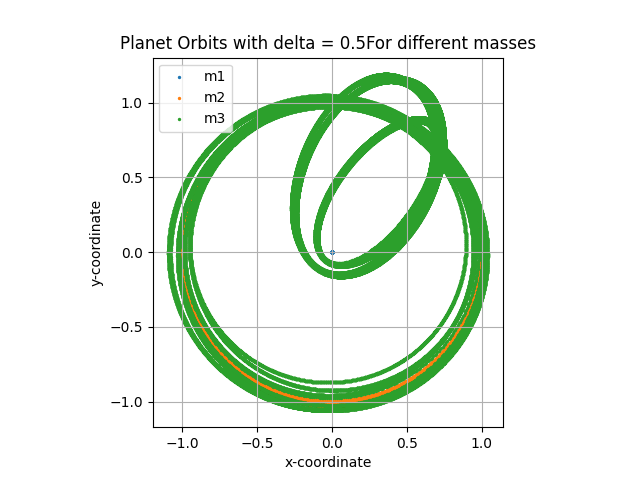 Planet Orbits with delta = 0.5For different masses
m1
m2
m3
1.0
0.5
0.0
−0.5
−1.0
y-coordinate
−1.0
−0.5
0.0
0.5
1.0
x-coordinate